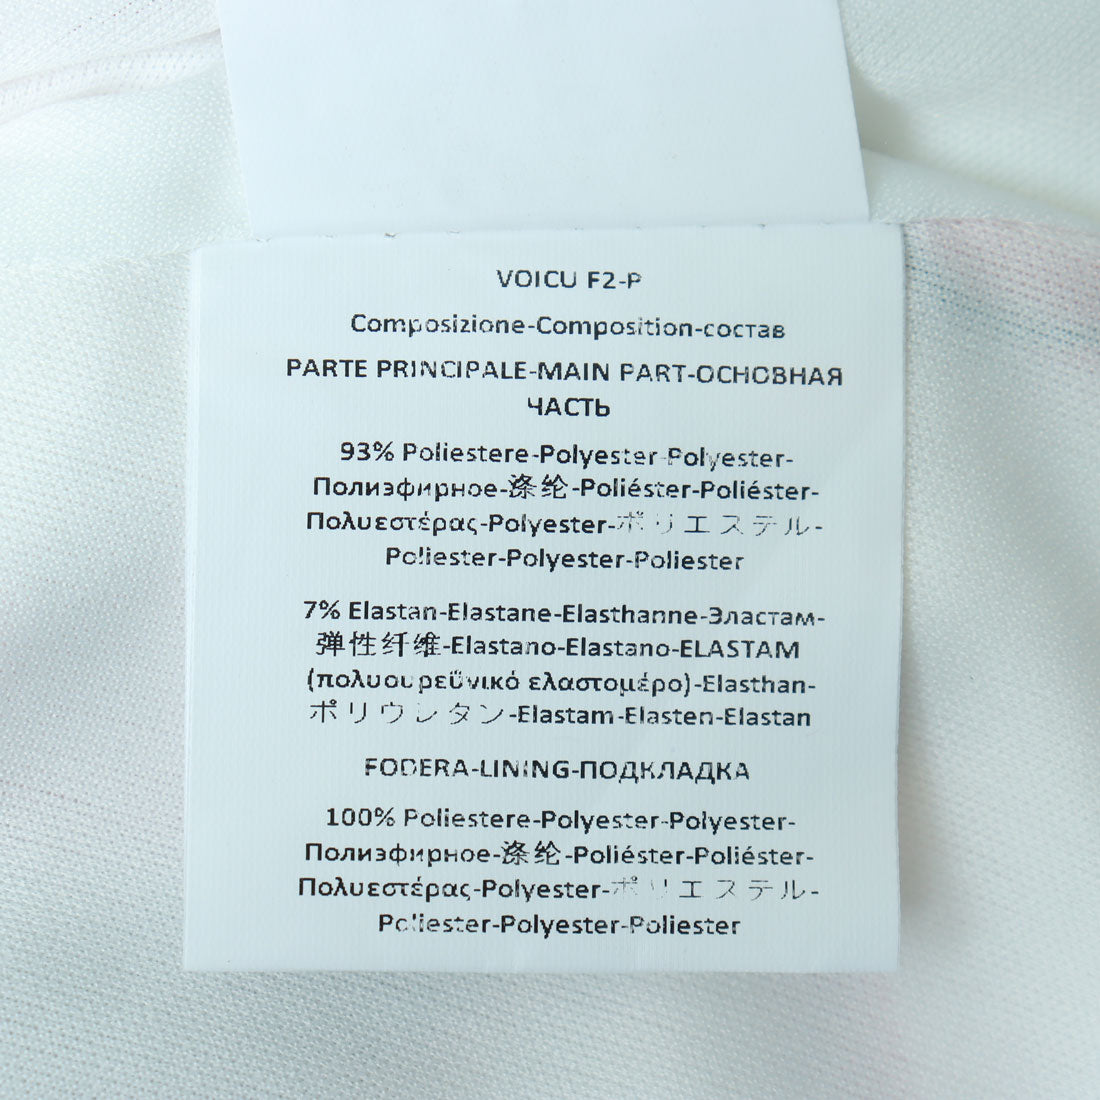 VOICU F2-P
Composizione-Composition-состав
PARTE PRINCIPALE-MAIN PART-ОСНОВНАЯ
ЧАСТЬ
93% Poliestere-Polyester-Polyester-
Полиэфирное-涤纶-Poliéster-Poliéster-
Πολυεστέρας-Polyester-ポリエステル-
Poliester-Polyester-Poliester
7% Elastan-Elastane-Elasthanne-Эластам-
弹性纤维-Elastano-Elastano-ELASTAM
(πολυουρεϋνικό ελαστομέρο)-Elasthan-
ポリウレタン-Elastam-Elasten-Elastan
FODERA-LINING-ПОДКЛАДКА
100% Poliestere-Polyester-Polyester-
Полиэфирное-涤纶-Poliéster-Poliéster-
Πολυεστέρας-Polyester-ポリエステル-
Poliester-Polyester-Poliester